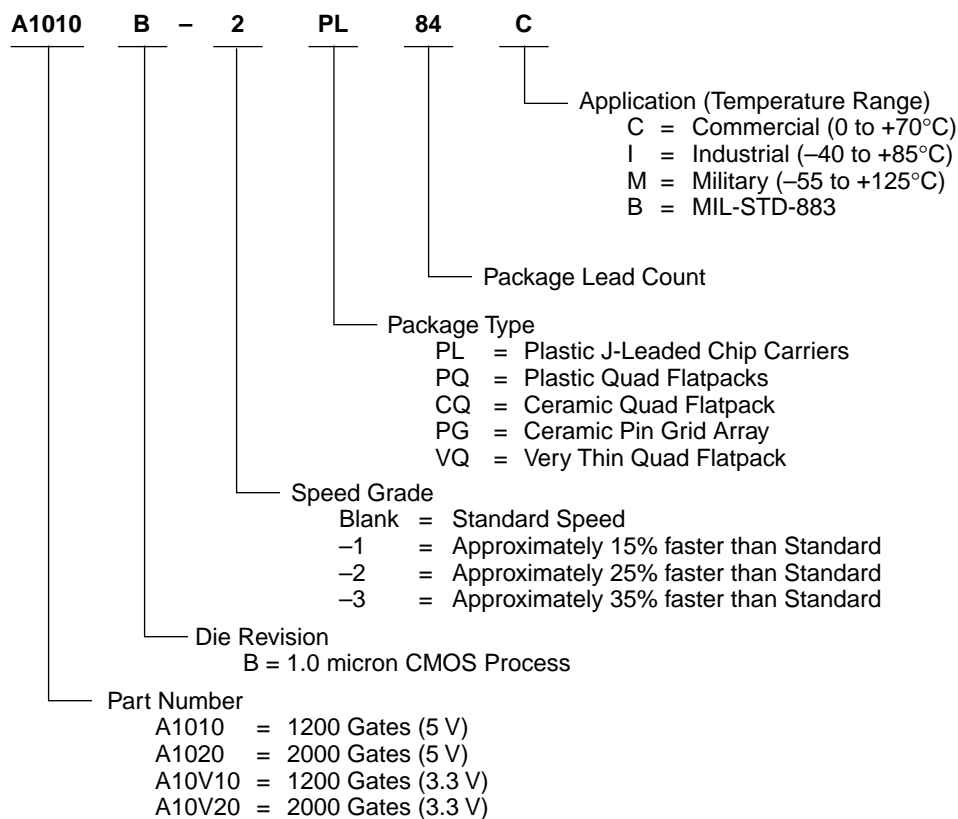 A1010 B – 2 PL 84 C
Application (Temperature Range)
C = Commercial (0 to +70°C)
I = Industrial (–40 to +85°C)
M = Military (–55 to +125°C)
B = MIL-STD-883
Package Lead Count
Package Type
PL = Plastic J-Leaded Chip Carriers
PQ = Plastic Quad Flatpacks
CQ = Ceramic Quad Flatpack
PG = Ceramic Pin Grid Array
VQ = Very Thin Quad Flatpack
Speed Grade
Blank = Standard Speed
–1 = Approximately 15% faster than Standard
–2 = Approximately 25% faster than Standard
–3 = Approximately 35% faster than Standard
Die Revision
B = 1.0 micron CMOS Process
Part Number
A1010 = 1200 Gates (5 V)
A1020 = 2000 Gates (5 V)
A10V10 = 1200 Gates (3.3 V)
A10V20 = 2000 Gates (3.3 V)